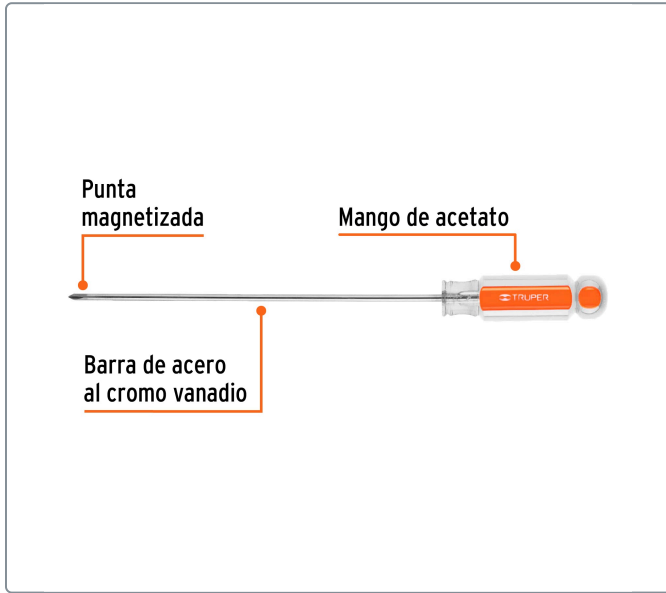 Punta
magnetizada
Mango de acetato
TRUPER
Barra de acero
al cromo vanadio